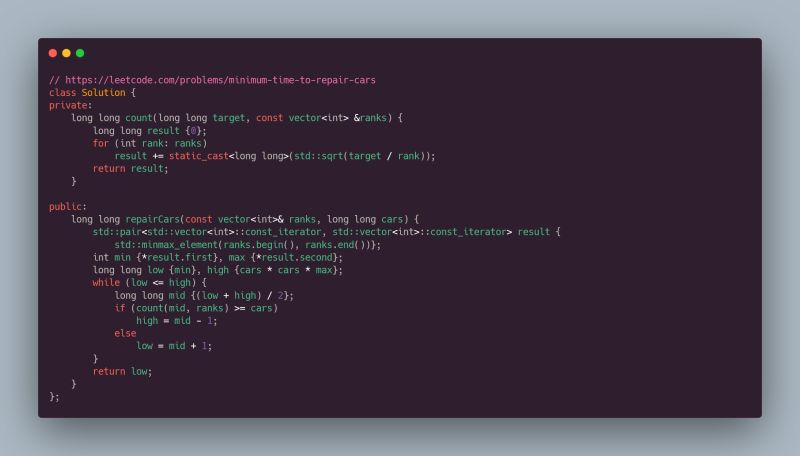 // https://leetcode.com/problems/minimum-time-to-repair-cars
class Solution {
private:
    long long count(long long target, const vector<int> &ranks) {
        long long result {0};
        for (int rank: ranks)
            result += static_cast<long long>(std::sqrt(target / rank));
        return result;
    }

public:
    long long repairCars(const vector<int>& ranks, long long cars) {
        std::pair<std::vector<int>::const_iterator, std::vector<int>::const_iterator> result {
            std::minmax_element(ranks.begin(), ranks.end())};
        int min {*result.first}, max {*result.second};
        long long low {min}, high {cars * cars * max};
        while (low <= high) {
            long long mid {(low + high) / 2};
            if (count(mid, ranks) >= cars)
                high = mid - 1;
            else
                low = mid + 1;
        }
        return low;
    }
};